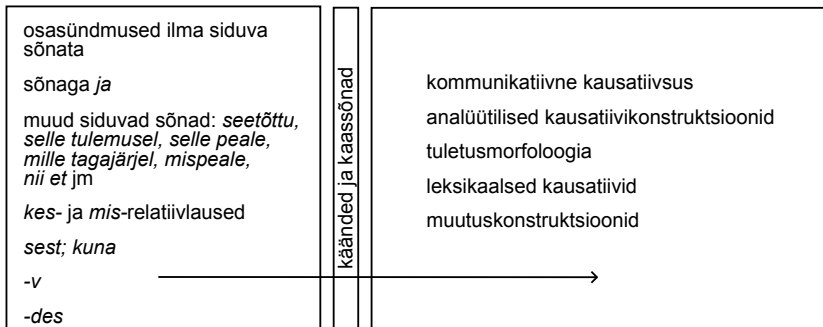 osasündmused ilma siduva
sõnata
sõnaga ja
muud siduvad sõnad: seetõttu,
selle tulemusel, selle peale,
mille tagajärjel, mispeale,
nii et jm
kes- ja mis-relatiivlaused
sest; kuna
-v
-des
käänded ja kaassõnad
kommunikatiivne kausatiivsus
analüütilised kausatiivikonstruktsioonid
tuletusmorfoloogia
leksikaalsed kausatiivid
muutuskonstruktsioonid